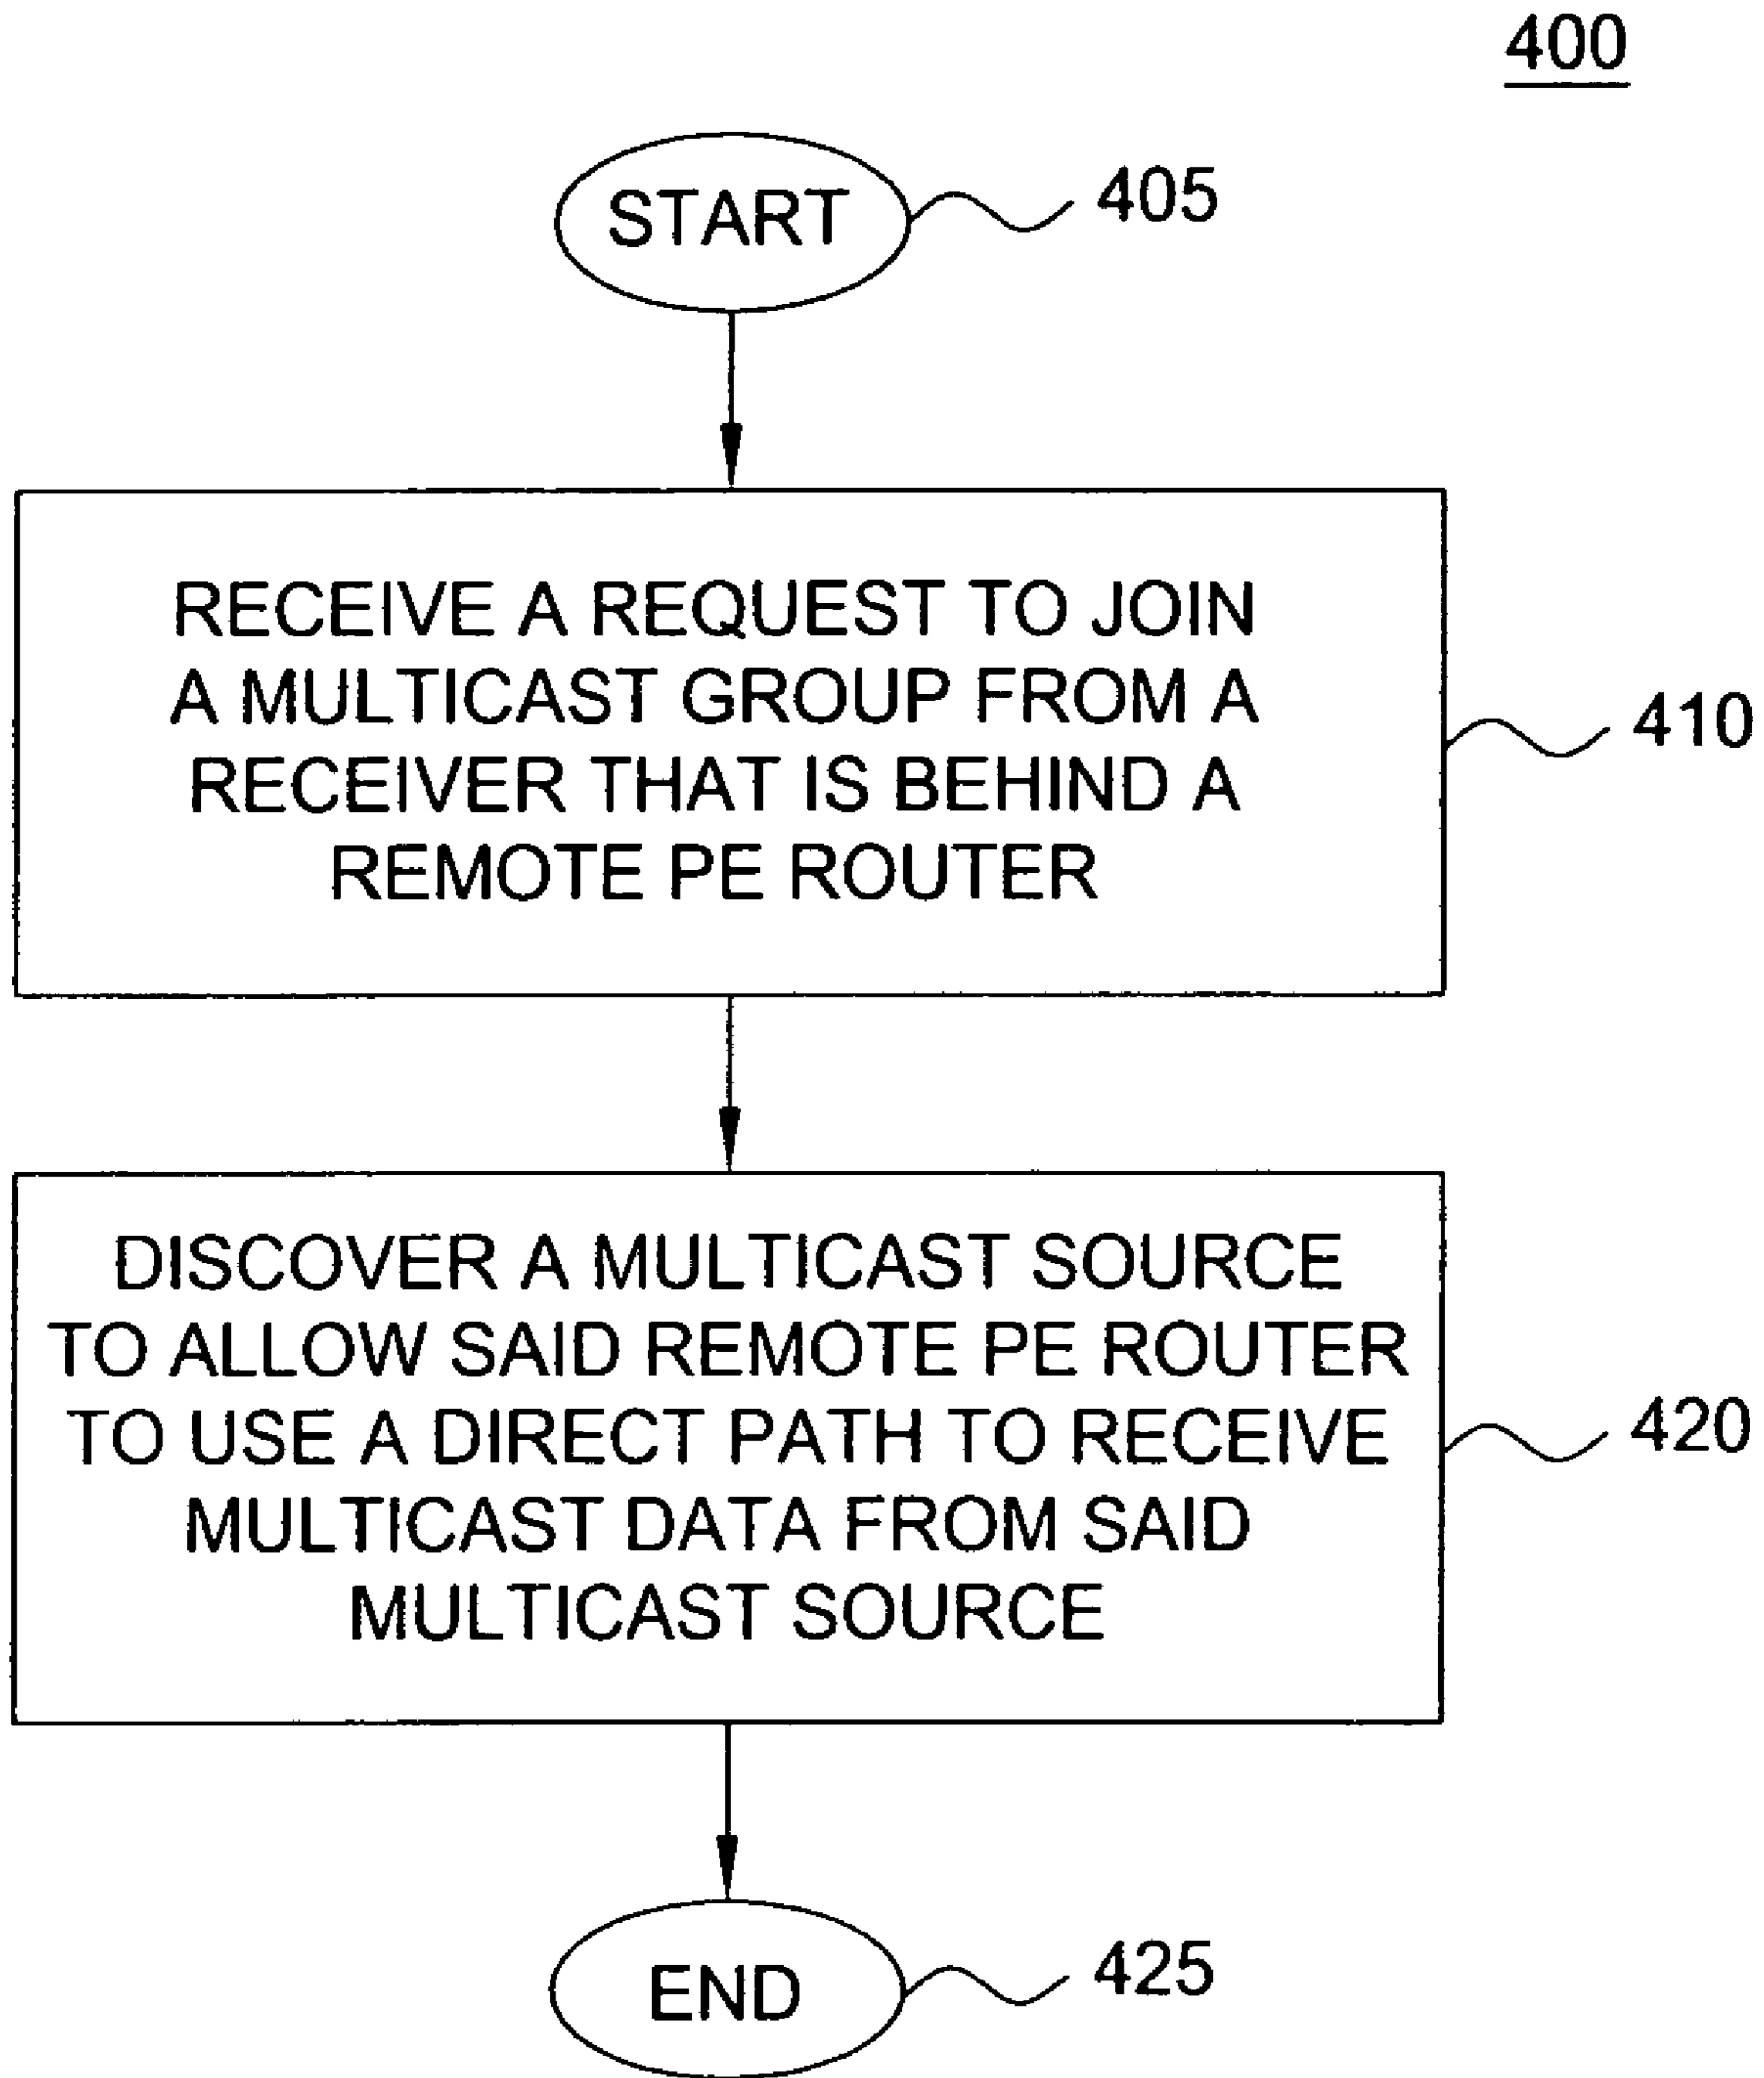 400
START
405
RECEIVE A REQUEST TO JOIN
A MULTICAST GROUP FROM A
RECEIVER THAT IS BEHIND A
REMOTE PE ROUTER
410
DISCOVER A MULTICAST SOURCE
TO ALLOW SAID REMOTE PE ROUTER
TO USE A DIRECT PATH TO RECEIVE
MULTICAST DATA FROM SAID
MULTICAST SOURCE
420
END
425